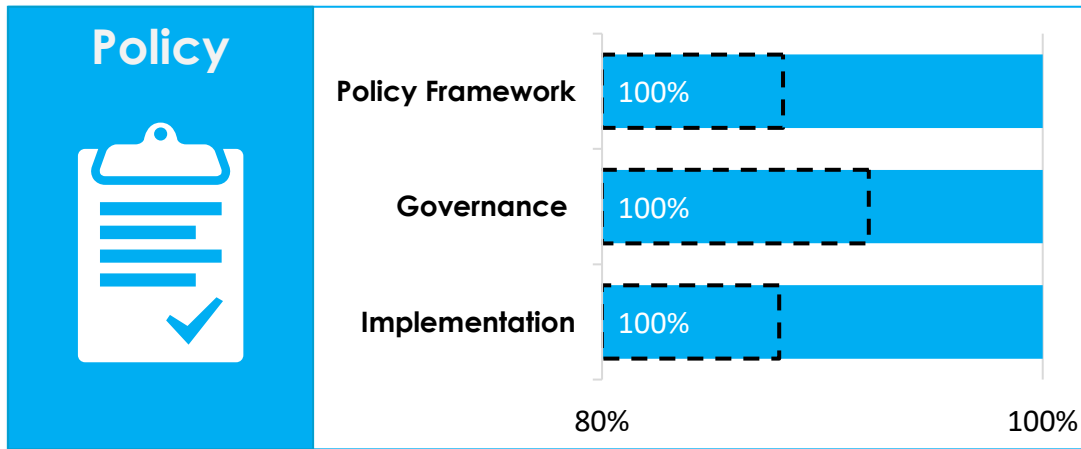 Policy
Policy Framework 100%
Governance 100%
Implementation 100%
80% 100%